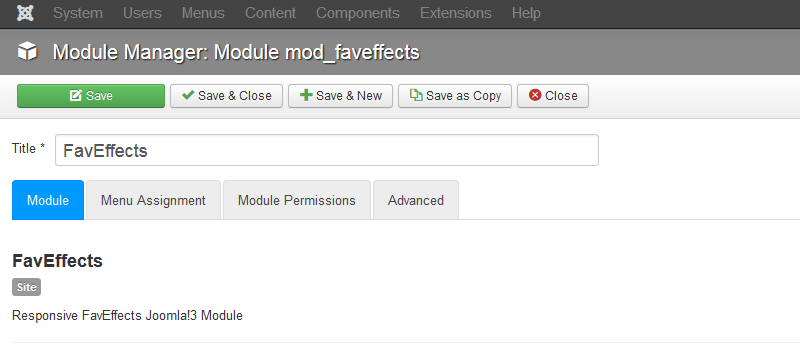 System Users Menus Content Components Extensions Help
Module Manager: Module mod_faveffects
Save Save & Close Save & New Save as Copy Close
Title * FavEffects
Module Menu Assignment Module Permissions Advanced
FavEffects
Site
Responsive FavEffects Joomla!3 Module